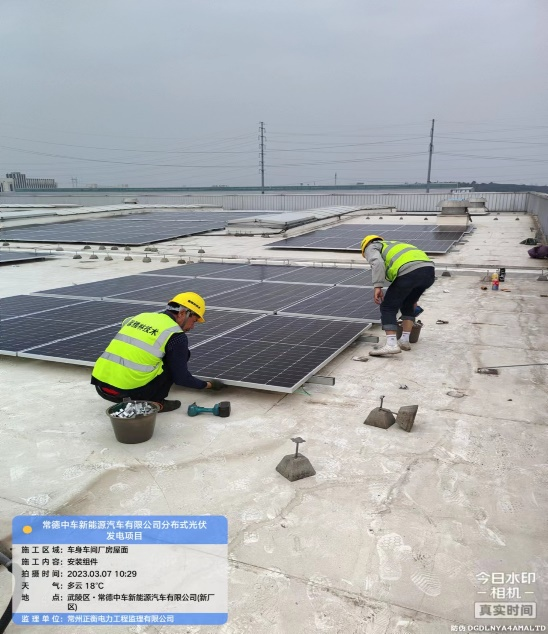 常德中车新能源汽车有限公司分布式光伏
发电项目
施工区域：车身车间厂房屋面
施工内容：安装组件
拍摄时间：2023.03.07 10:29
天 气：多云 18℃
地 点：武陵区·常德中车新能源汽车有限公司(新厂
区)
监理单位：常州正衡电力工程监理有限公司
今日水印
相机
真实时间
防伪 DGDLNYA4AMALTD